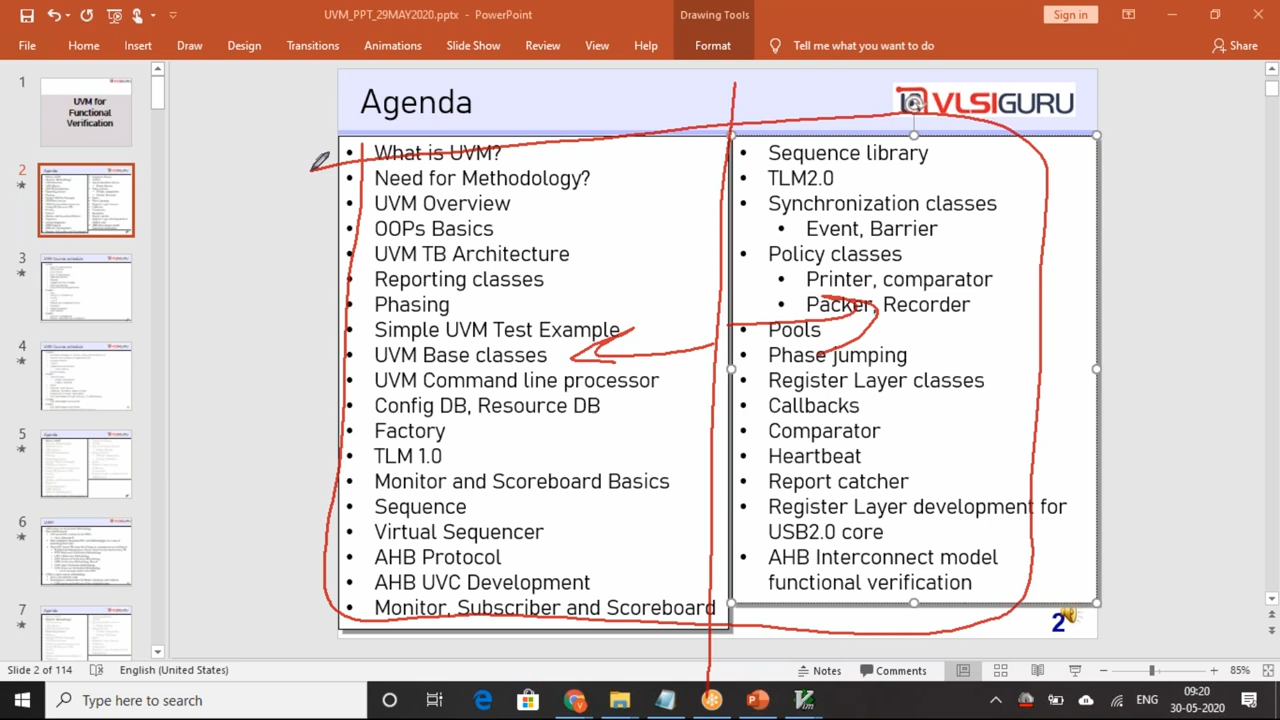 UVM_PPT_29MAY2020.pptx - PowerPoint
Drawing Tools
Sign in
File Home Insert Draw Design Transitions Animations Slide Show Review View Help Format Tell me what you want to do Share
1
UVM for
Functional
Verification
2
3
4
5
6
7
Agenda
VLSIGURU
• What is UVM?
• Need for Methodology?
• UVM Overview
• OOPs Basics
• UVM TB Architecture
• Reporting classes
• Phasing
• Simple UVM Test Example
• UVM Base classes
• UVM Command line processor
• Config DB, Resource DB
• Factory
• TLM 1.0
• Monitor and Scoreboard Basics
• Sequence
• Virtual Sequencer
• AHB Protocol
• AHB UVC Development
• Monitor, Subscriber and Scoreboard
• Sequence library
• TLM2.0
• Synchronization classes
• Event, Barrier
• Policy classes
• Printer, comparator
• Packer, Recorder
• Pools
• Phase jumping
• Register Layer classes
• Callbacks
• Comparator
• Heartbeat
• Report catcher
• Register Layer development for
USB2.0 core
• AHB Interconnect model
functional verification
2
Slide 2 of 114 English (United States) Notes Comments 85%
Type here to search
ENG
09:20
30-05-2020